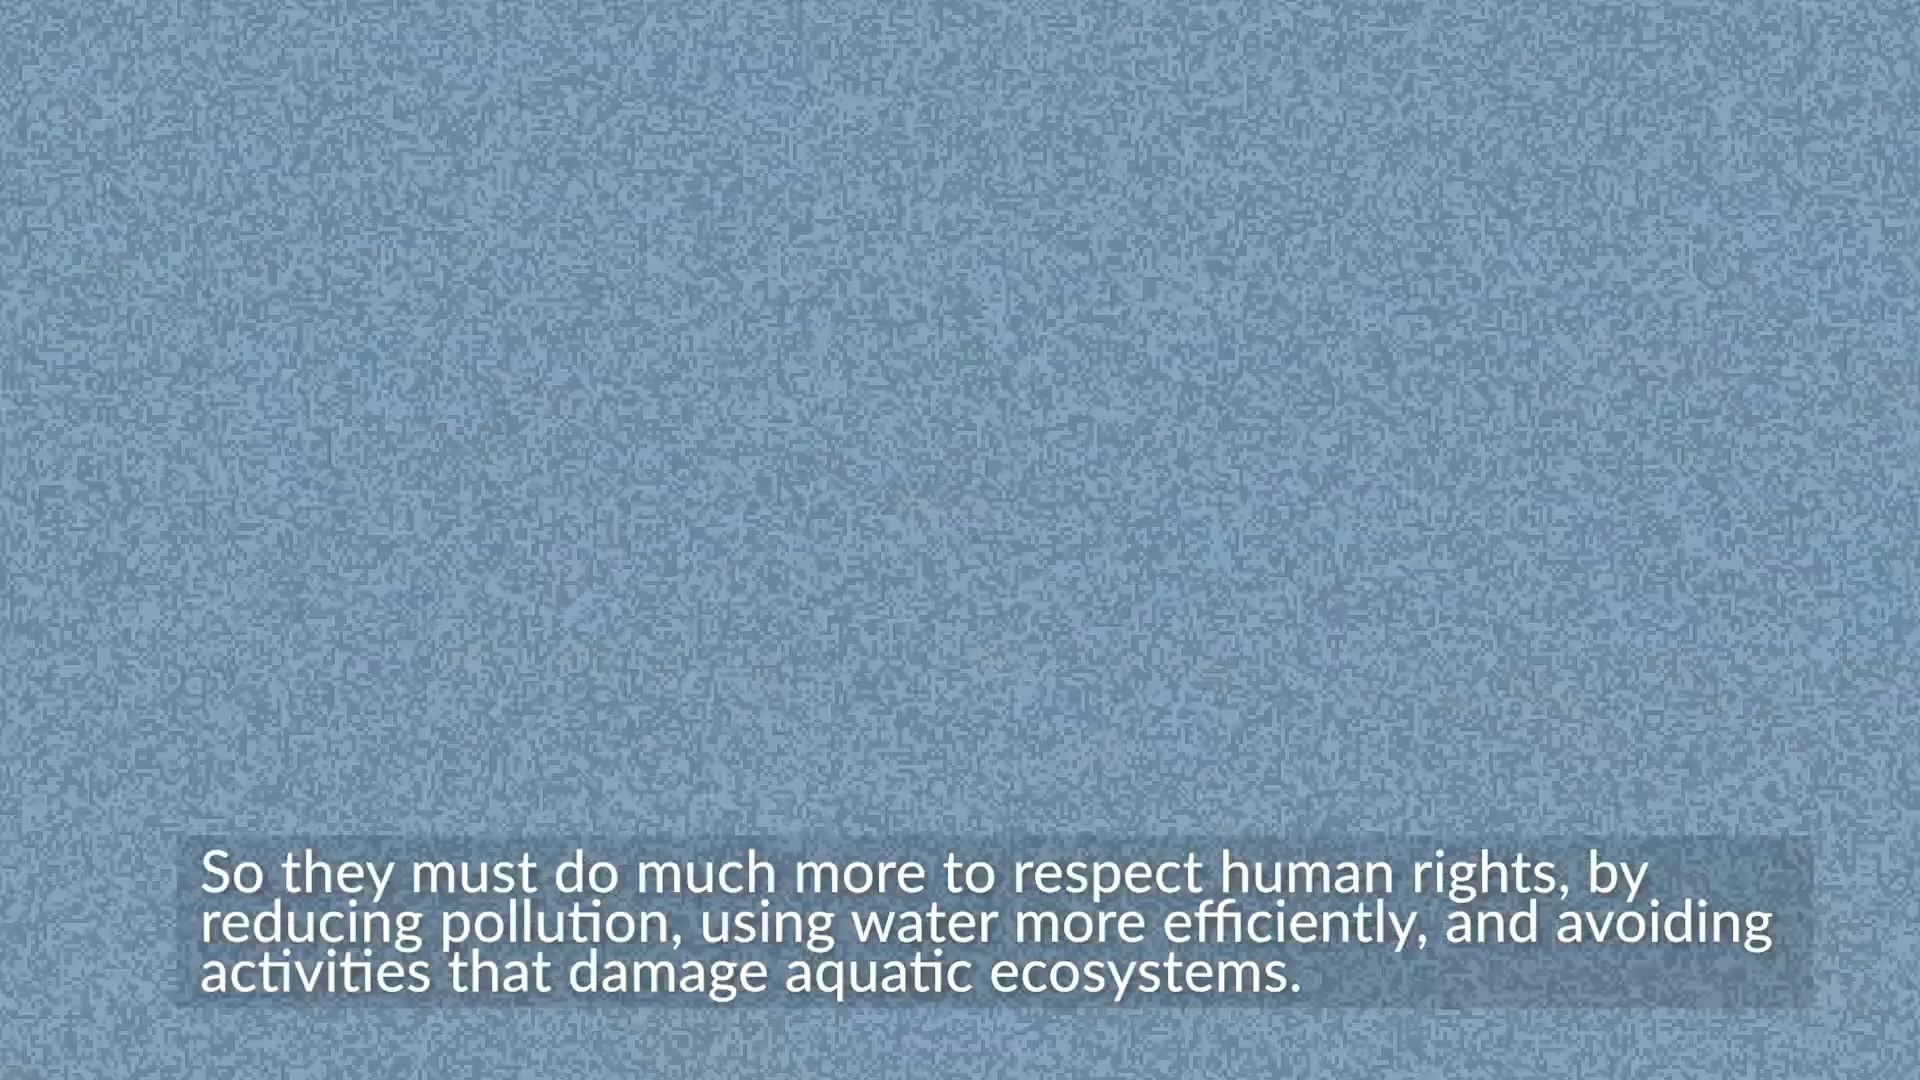 So they must do much more to respect human rights, by
reducing pollution, using water more efficiently, and avoiding
activities that damage aquatic ecosystems.